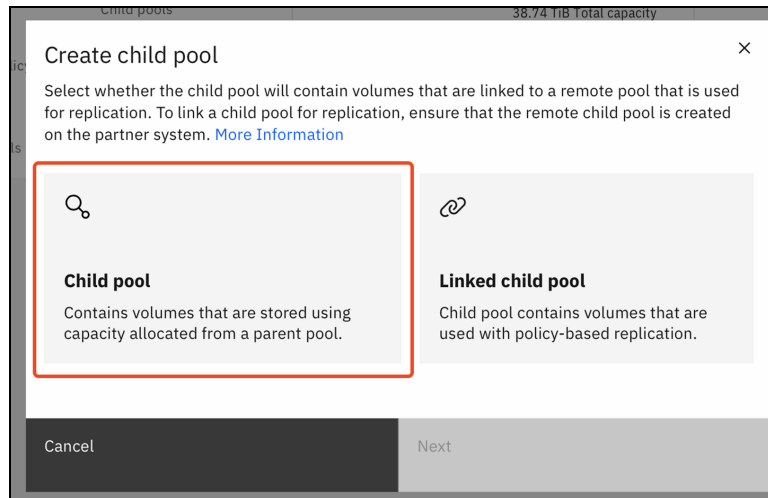 Child pools
38.74 TiB Total capacity
Create child pool
Select whether the child pool will contain volumes that are linked to a remote pool that is used
for replication. To link a child pool for replication, ensure that the remote child pool is created
on the partner system. More Information
Child pool
Contains volumes that are stored using
capacity allocated from a parent pool.
Linked child pool
Child pool contains volumes that are
used with policy-based replication.
Cancel
Next